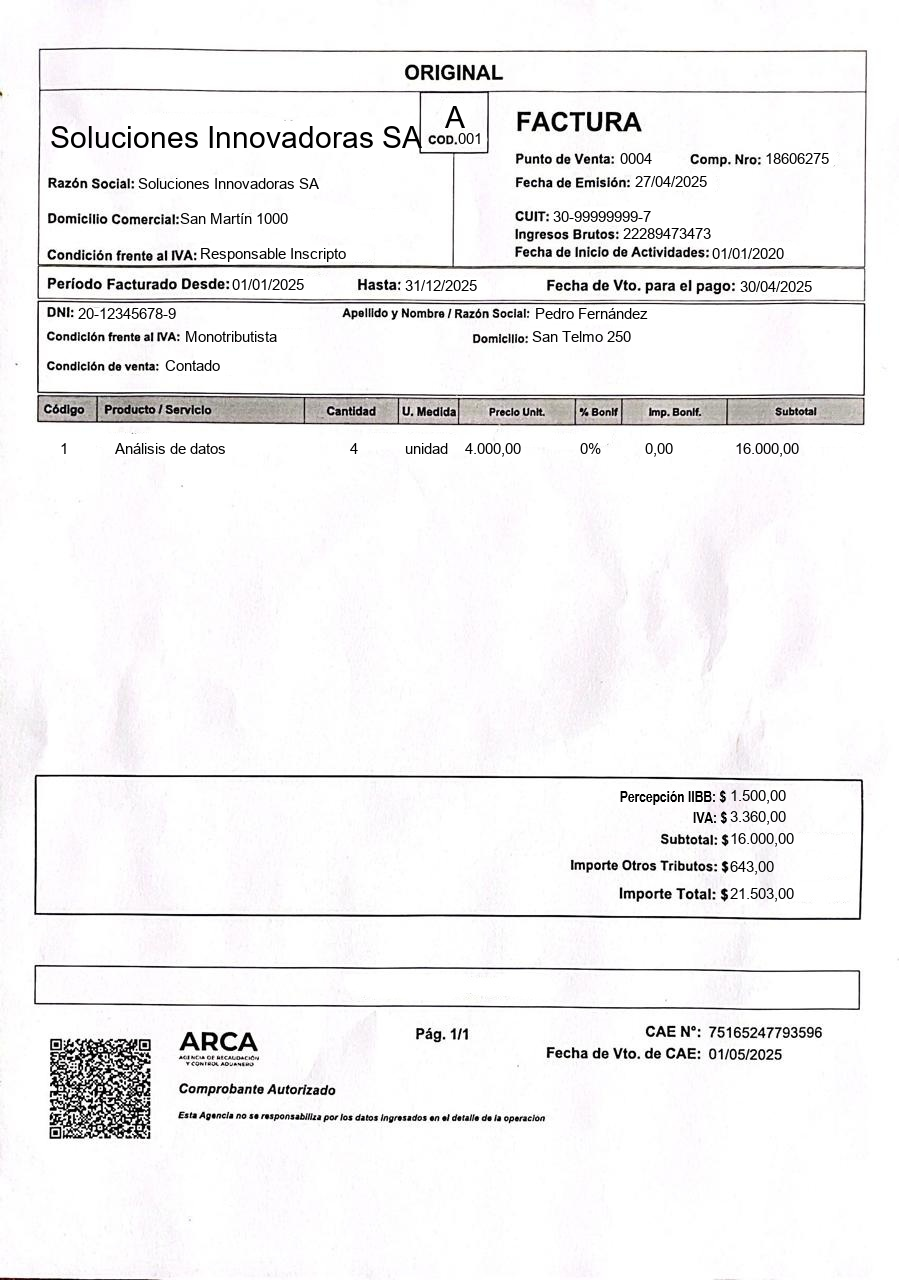 ORIGINAL
Soluciones Innovadoras SA
A
COD.001
FACTURA
Punto de Venta: 0004 Comp. Nro: 18606275
Razón Social: Soluciones Innovadoras SA
Fecha de Emisión: 27/04/2025
Domicilio Comercial:San Martín 1000
CUIT: 30-99999999-7
Ingresos Brutos: 22289473473
Condición frente al IVA: Responsable Inscripto
Fecha de Inicio de Actividades: 01/01/2020
Período Facturado Desde: 01/01/2025 Hasta: 31/12/2025 Fecha de Vto. para el pago: 30/04/2025
DNI: 20-12345678-9 Apellido y Nombre / Razón Social: Pedro Fernández
Condición frente al IVA: Monotributista Domicilio: San Telmo 250
Condición de venta: Contado
Código Producto / Servicio Cantidad U. Medida Precio Unit. % Bonif Imp. Bonif. Subtotal
1 Análisis de datos 4 unidad 4.000,00 0% 0,00 16.000,00
Percepción IIBB: $ 1.500,00
IVA: $ 3.360,00
Subtotal: $ 16.000,00
Importe Otros Tributos: $ 643,00
Importe Total: $ 21.503,00
ARCA
AGENCIA DE RECAUDACIÓN
Y CONTROL ADUANERO
Pág. 1/1
CAE N°: 75165247793596
Fecha de Vto. de CAE: 01/05/2025
Comprobante Autorizado
Esta Agencia no se responsabiliza por los datos ingresados en el detalle de la operación